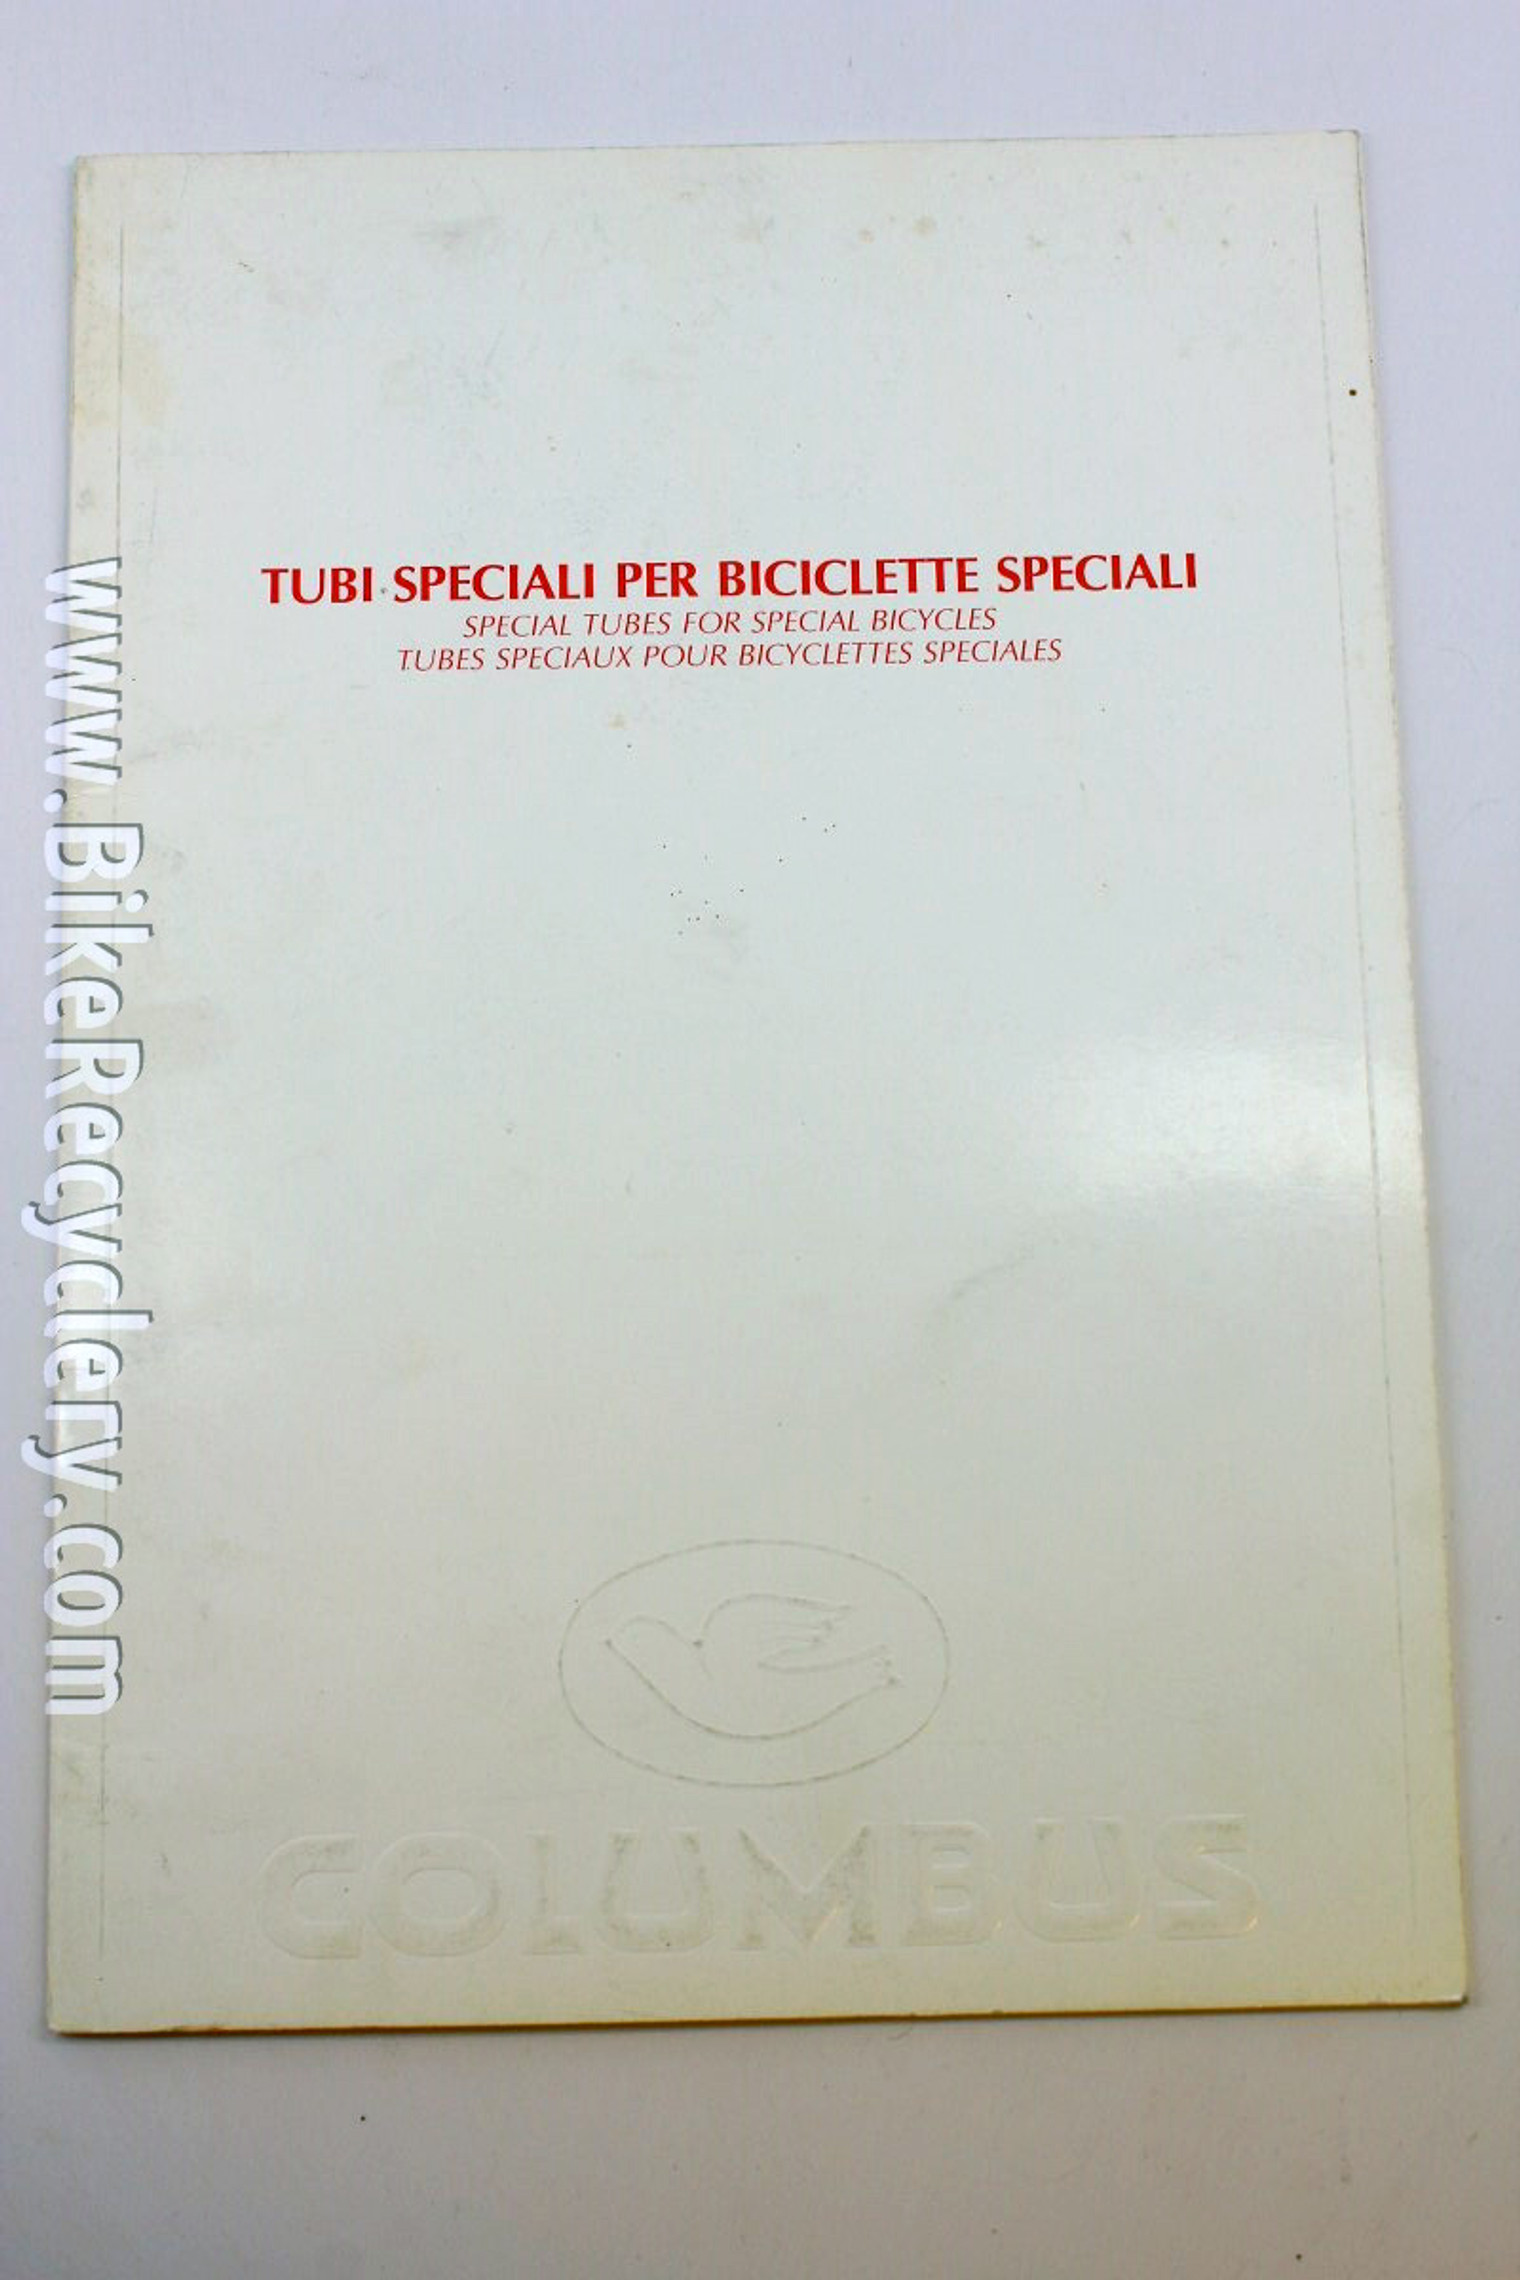 TUBI SPECIALI PER BICICLETTE SPECIALI
SPECIAL TUBES FOR SPECIAL BICYCLES
TUBES SPECIAUX POUR BICYCLETTES SPECIALES
www.BikeRecyclery.com
COLUMBUS